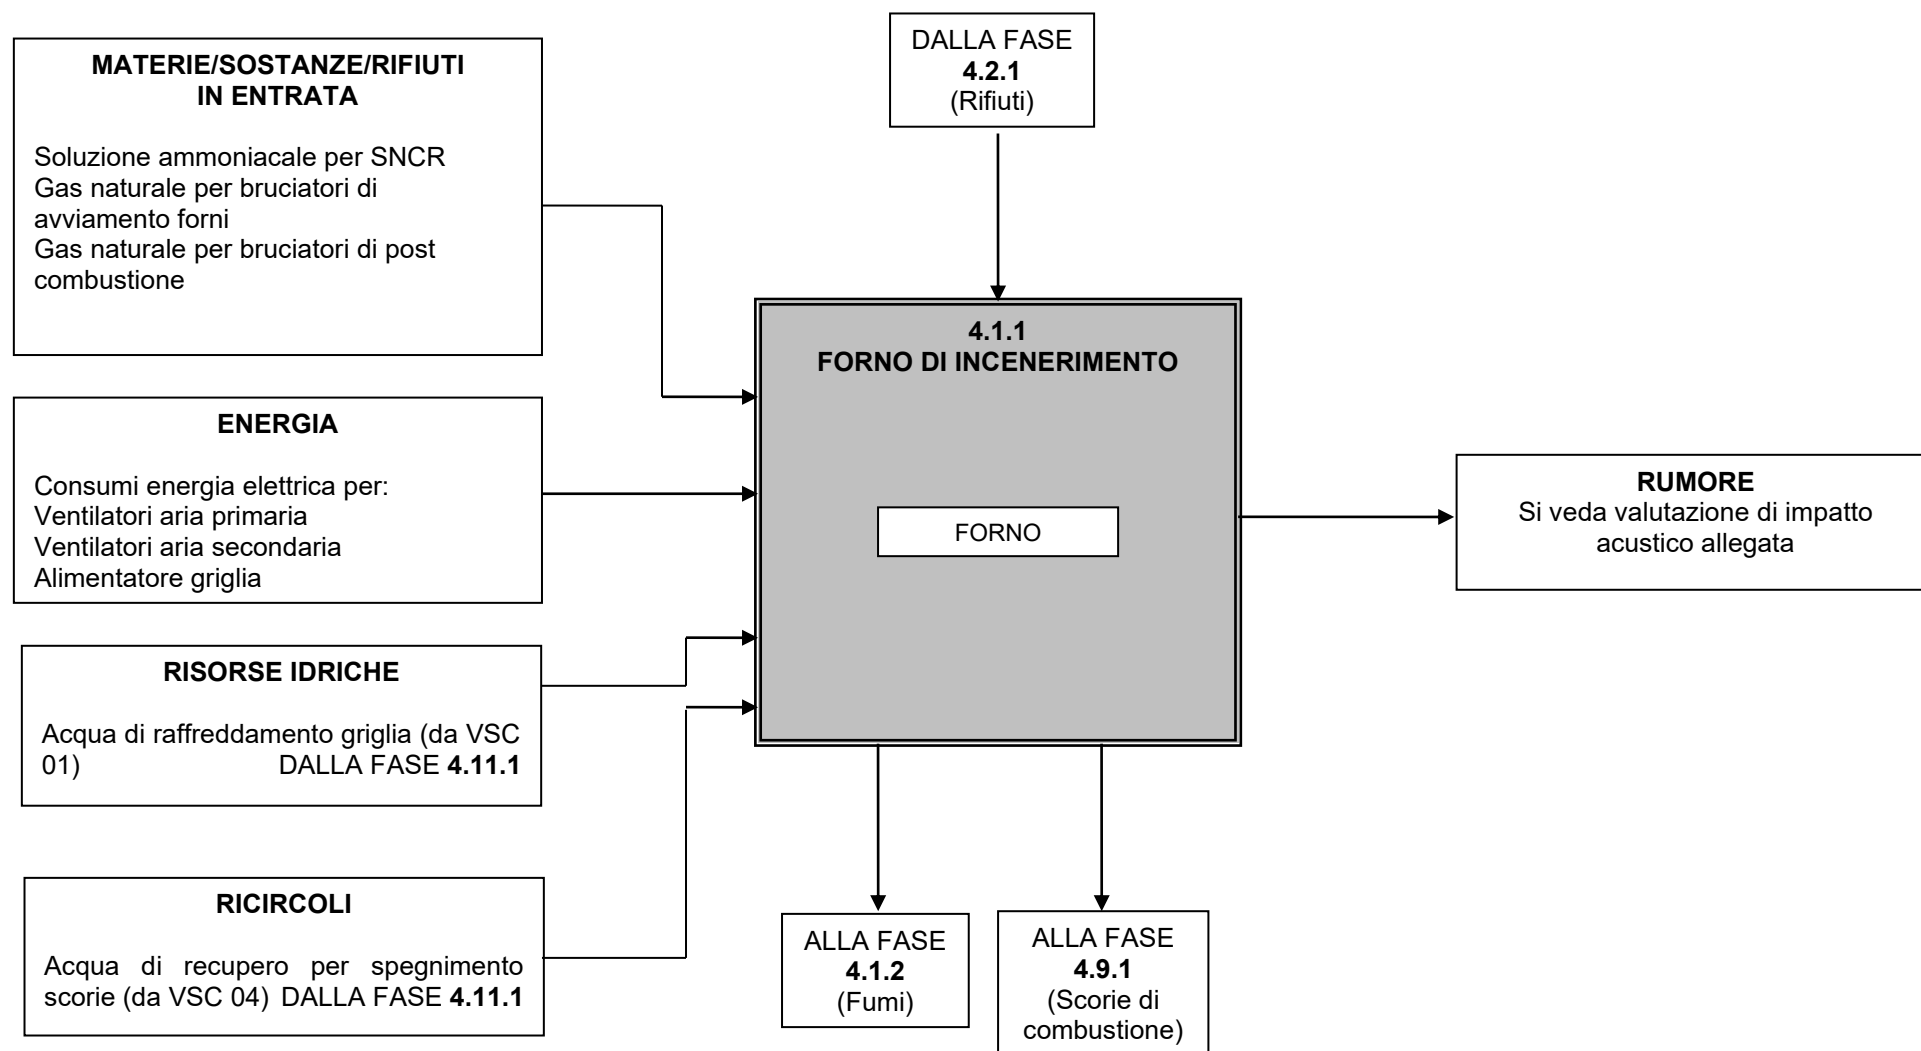 DALLA FASE
4.2.1
(Rifiuti)
MATERIE/SOSTANZE/RIFIUTI
IN ENTRATA
Soluzione ammoniacale per SNCR
Gas naturale per bruciatori di
avviamento forni
Gas naturale per bruciatori di post
combustione
4.1.1
FORNO DI INCENERIMENTO
FORNO
ENERGIA
Consumi energia elettrica per:
Ventilatori aria primaria
Ventilatori aria secondaria
Alimentatore griglia
RUMORE
Si veda valutazione di impatto
acustico allegata
RISORSE IDRICHE
Acqua di raffreddamento griglia (da VSC
01) DALLA FASE 4.11.1
RICIRCOLI
Acqua di recupero per spegnimento
scorie (da VSC 04) DALLA FASE 4.11.1
ALLA FASE
4.1.2
(Fumi)
ALLA FASE
4.9.1
(Scorie di
combustione)